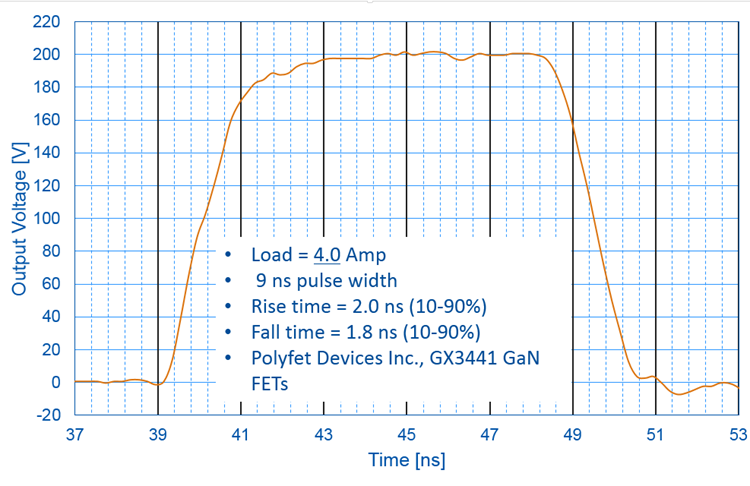 220
200
180
160
140
120
100
80
60
40
20
0
-20
Output Voltage [V]
• Load = 4.0 Amp
• 9 ns pulse width
• Rise time = 2.0 ns (10-90%)
• Fall time = 1.8 ns (10-90%)
• Polyfet Devices Inc., GX3441 GaN
FETs
37 39 41 43 45 47 49 51 53
Time [ns]